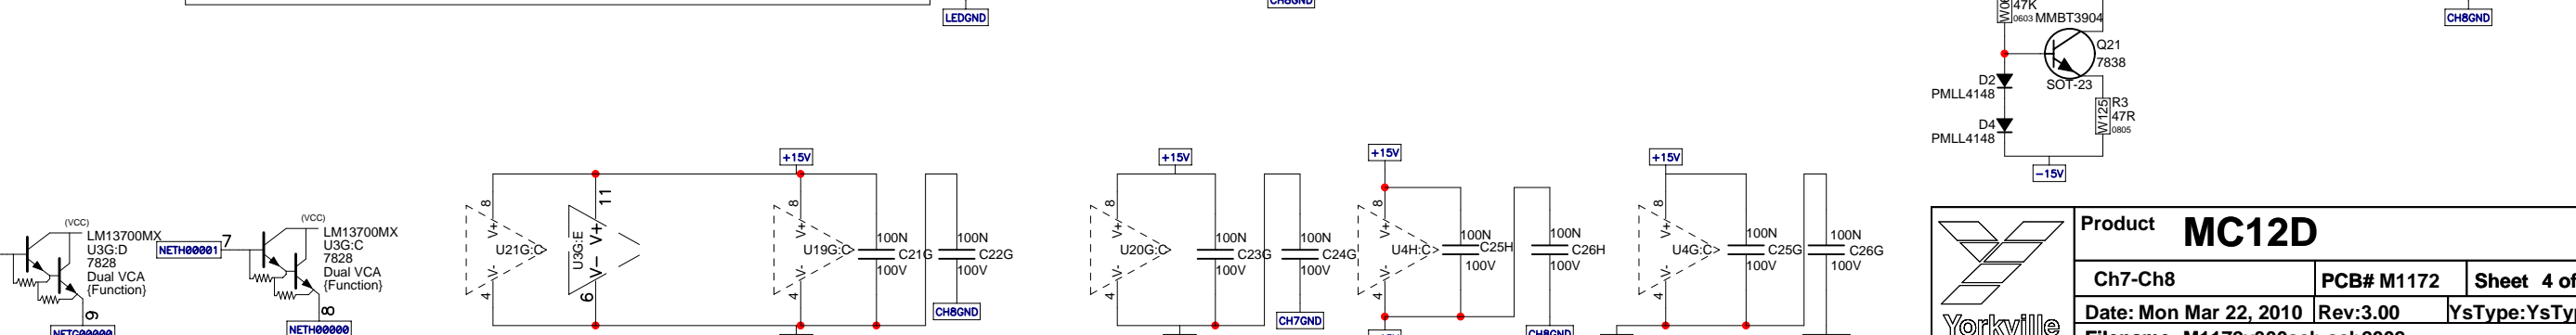 LEDGND
CH8GND
CH8GND
47K
0603
MMBT3904
Q21
7838
SOT-23
D2
PMLL4148
D4
PMLL4148
W125
R3
47R
0805
-15V
(VCC)
LM13700MX
U3G:D
7828
Dual VCA
{Function}
9
NETG00000
NETH00001
7
(VCC)
LM13700MX
U3G:C
7828
Dual VCA
{Function}
8
NETH00000
8
V+
U21G:C
V-
4
11
V+
U3G:E
V-
6
+15V
8
V+
U19G:C
V-
4
100N
C21G
100V
100N
C22G
100V
CH8GND
+15V
8
V+
U20G:C
V-
4
100N
C23G
100V
100N
C24G
100V
CH7GND
+15V
8
V+
U4H:C
V-
4
100N
C25H
100V
100N
C26H
100V
CH8GND
+15V
8
V+
U4G:C
V-
4
100N
C25G
100V
100N
C26G
100V
Yorkville
Product MC12D
Ch7-Ch8 PCB# M1172 Sheet 4 of
Date: Mon Mar 22, 2010 Rev:3.00